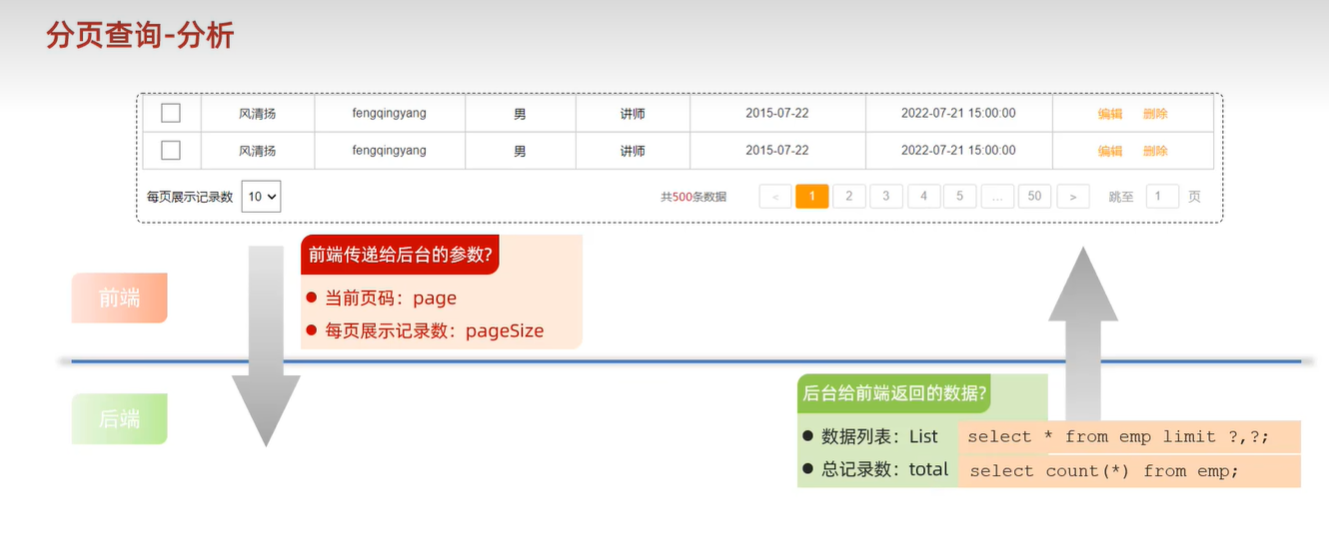 分页查询-分析
风清扬 fengqingyang 男 讲师 2015-07-22 2022-07-21 15:00:00 编辑 删除
风清扬 fengqingyang 男 讲师 2015-07-22 2022-07-21 15:00:00 编辑 删除
每页展示记录数 10 共500条数据 < 1 2 3 4 5 ... 50 > 跳至 1 页
前端传递给后台的参数?
前端
● 当前页码：page
● 每页展示记录数：pageSize
后台给前端返回的数据?
后端
● 数据列表：List select * from emp limit ?,?;
● 总记录数：total select count(*) from emp;